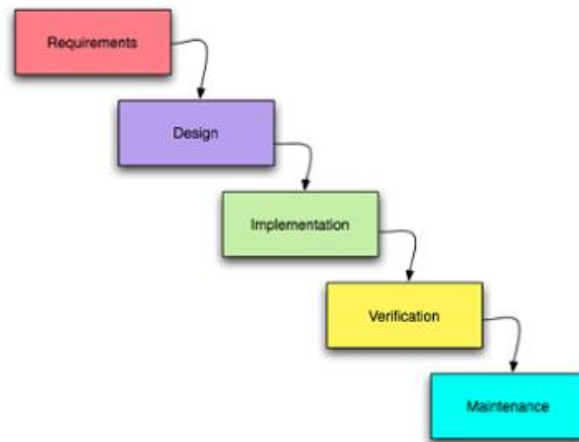 Requirements
Design
Implementation
Verification
Maintenance